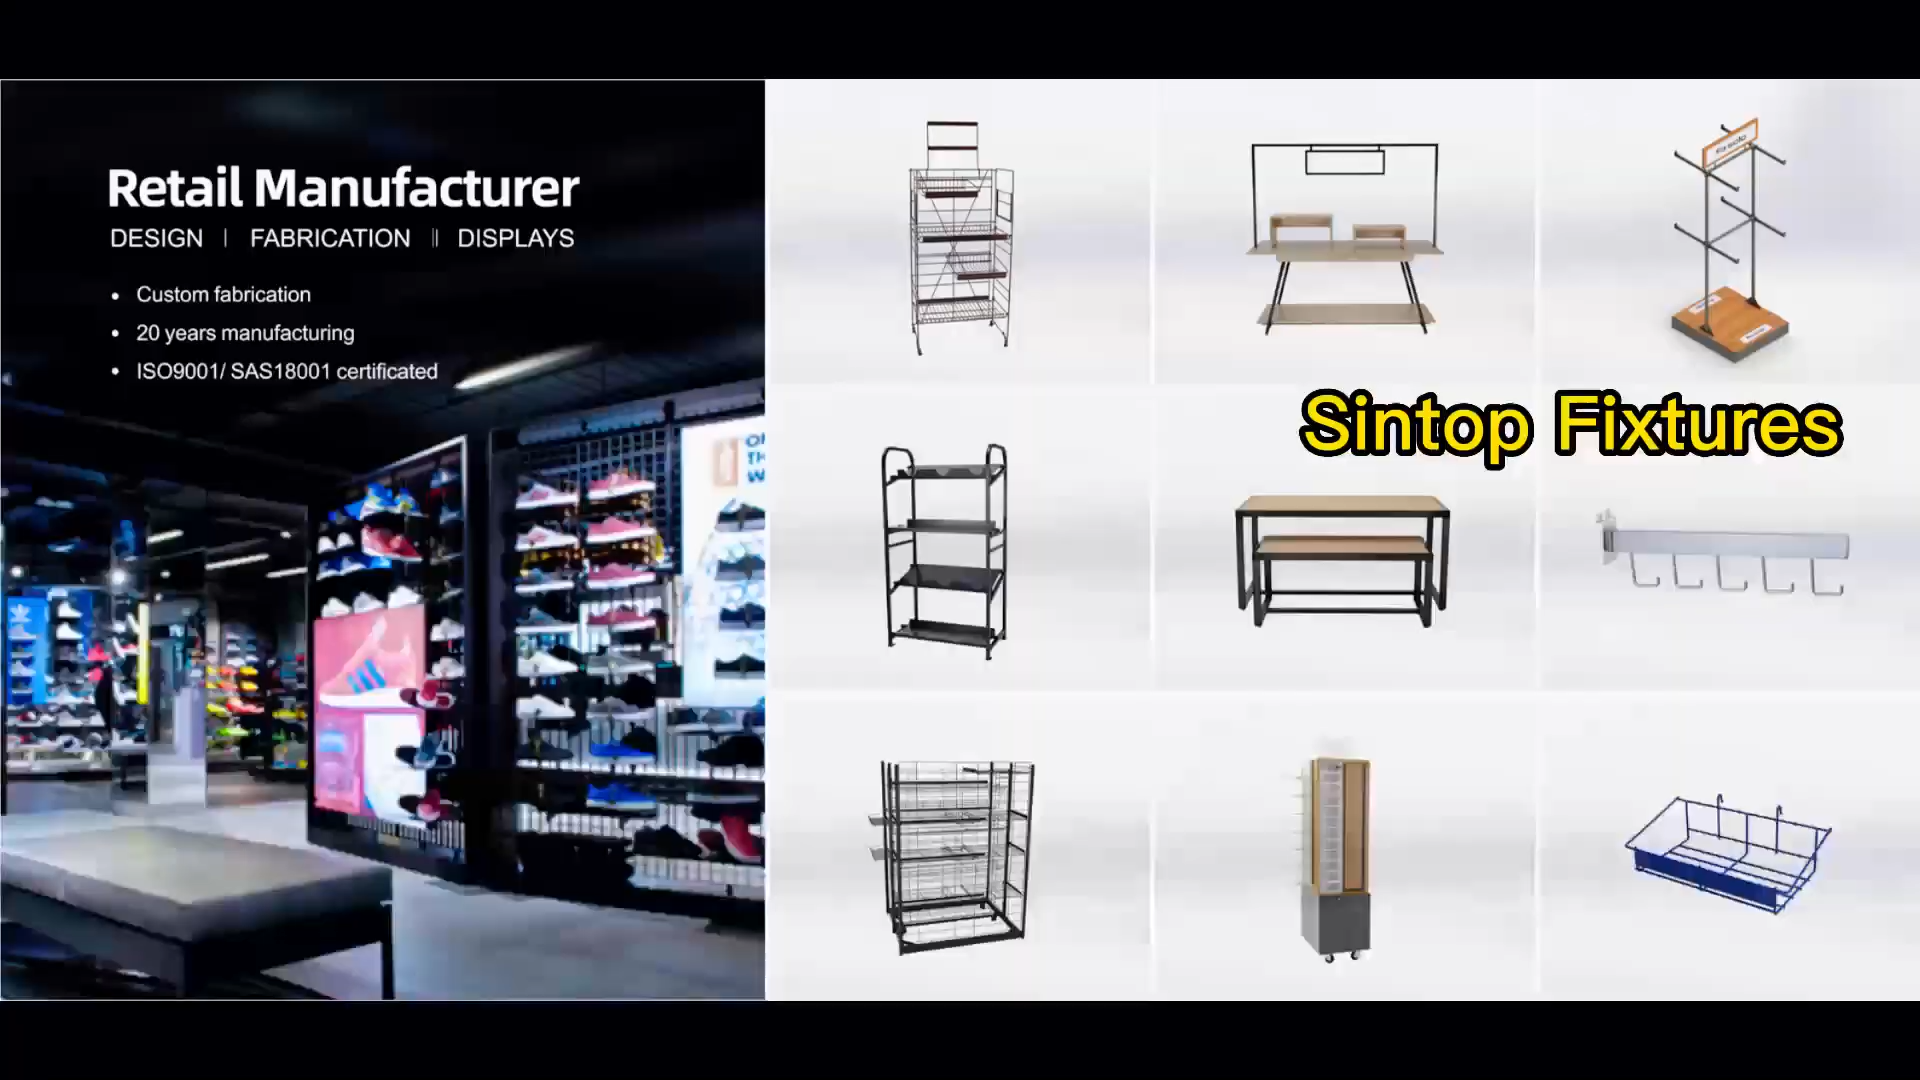 Retail Manufacturer
DESIGN | FABRICATION || DISPLAYS
• Custom fabrication
• 20 years manufacturing
• ISO9001/ SAS18001 certificated
Sintop Fixtures